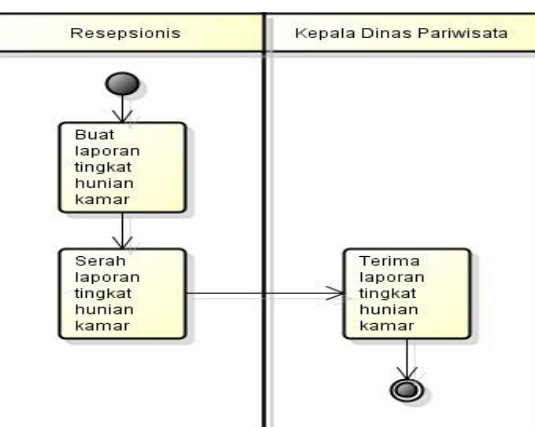 Resepsionis
Kepala Dinas Pariwisata
Buat
laporan
tingkat
hunian
kamar
Serah
laporan
tingkat
hunian
kamar
Terima
laporan
tingkat
hunian
kamar